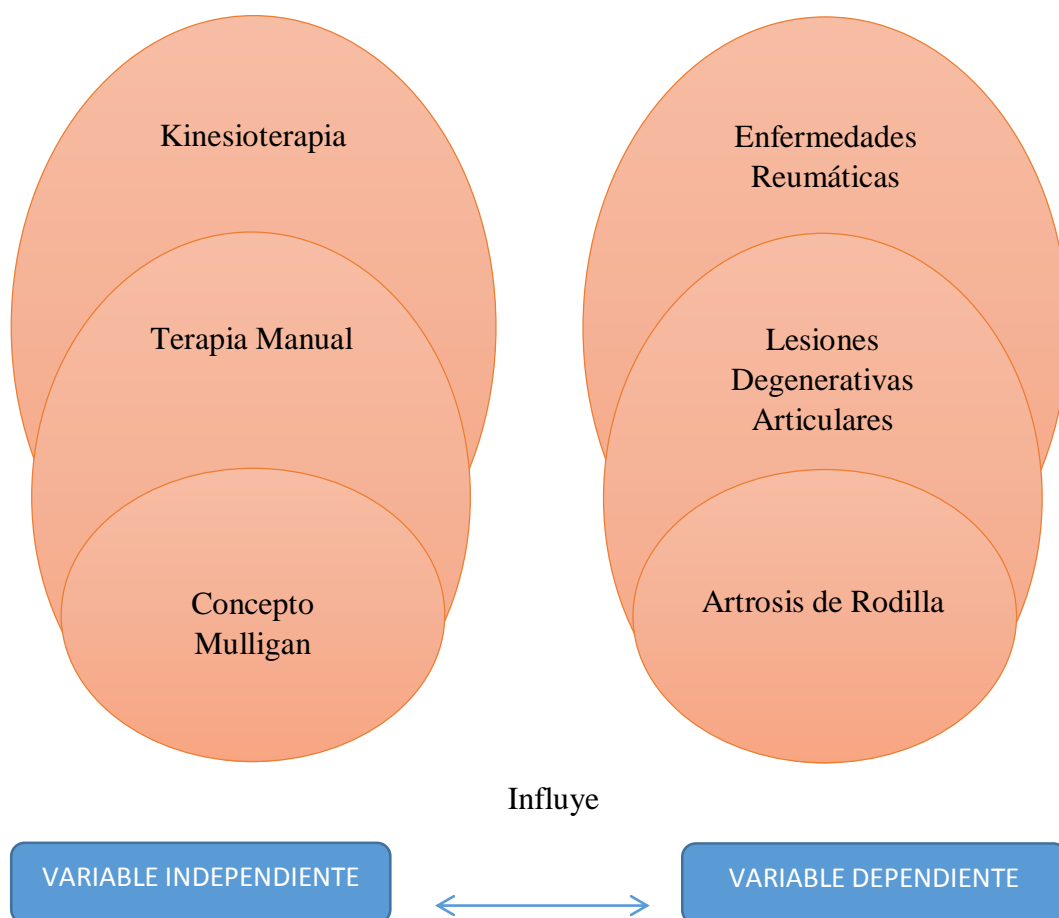 Kinesioterapia
Terapia Manual
Concepto
Mulligan
Enfermedades
Reumáticas
Lesiones
Degenerativas
Articulares
Artrosis de Rodilla
Influye
VARIABLE INDEPENDIENTE
VARIABLE DEPENDIENTE